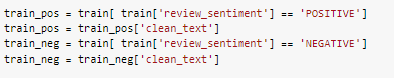 train_pos = train[ train['review_sentiment'] == 'POSITIVE']
train_pos = train_pos['clean_text']
train_neg = train[ train['review_sentiment'] == 'NEGATIVE']
train_neg = train_neg['clean_text']